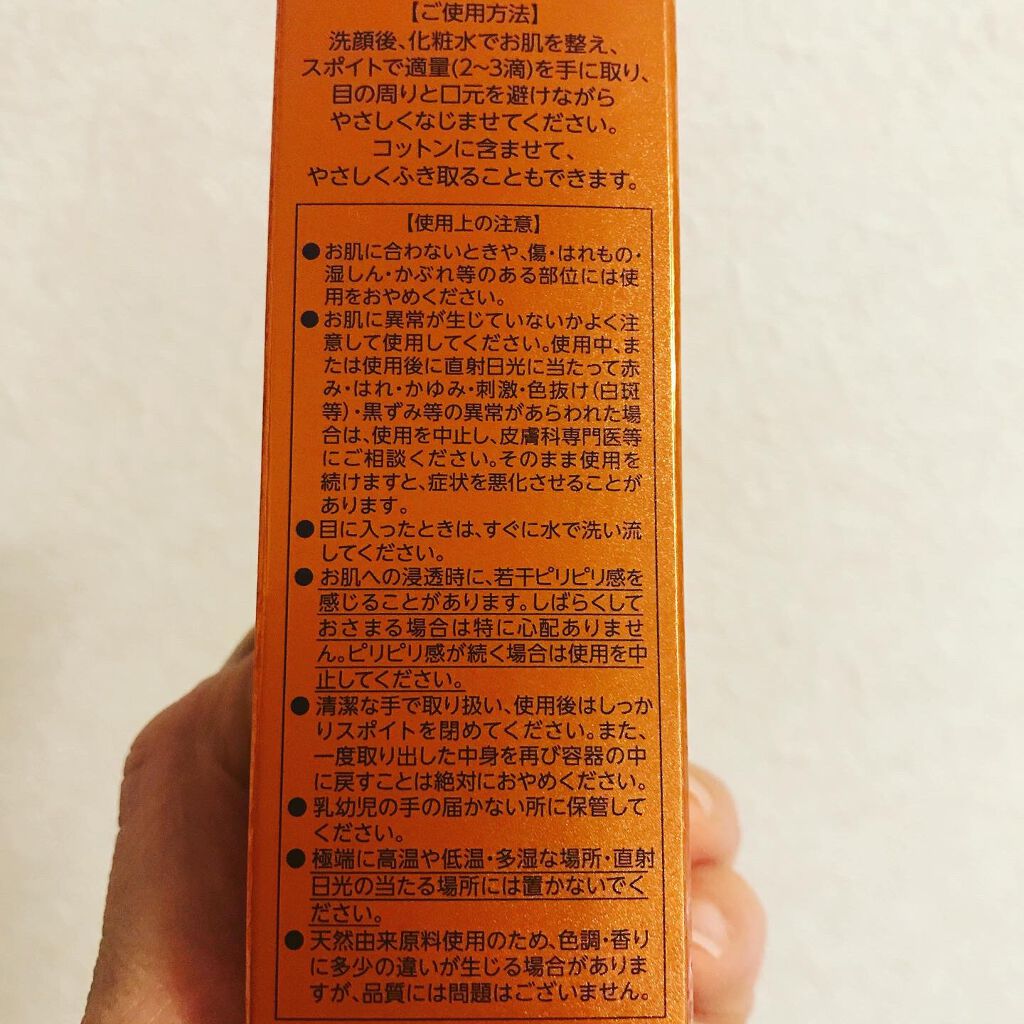 【ご使用方法】
洗顔後、化粧水でお肌を整え、
スポイトで適量(2~3滴)を手に取り、
目の周りと口元を避けながら
やさしくなじませてください。
コットンに含ませて、
やさしくふき取ることもできます。
【使用上の注意】
●お肌に合わないときや、傷・はれもの・
湿しん・かぶれ等のある部位には使
用をおやめください。
●お肌に異常が生じていないかよく注
意して使用してください。使用中、ま
たは使用後に直射日光に当たって赤
み・はれ・かゆみ・刺激・色抜け(白斑
等)・黒ずみ等の異常があらわれた場
合は、使用を中止し、皮膚科専門医等
にご相談ください。そのまま使用を
続けますと、症状を悪化させることが
あります。
●目に入ったときは、すぐに水で洗い流
してください。
●お肌への浸透時に、若干ピリピリ感を
感じることがあります。しばらくして
おさまる場合は特に心配ありませ
ん。ピリピリ感が続く場合は使用を中
止してください。
●清潔な手で取り扱い、使用後はしっか
りスポイトを閉めてください。また、
一度取り出した中身を再び容器の中
に戻すことは絶対におやめください。
●乳幼児の手の届かない所に保管して
ください。
●極端に高温や低温・多湿な場所・直射
日光の当たる場所には置かないでく
ださい。
●天然由来原料使用のため、色調・香り
に多少の違いが生じる場合がありま
すが、品質には問題はございません。